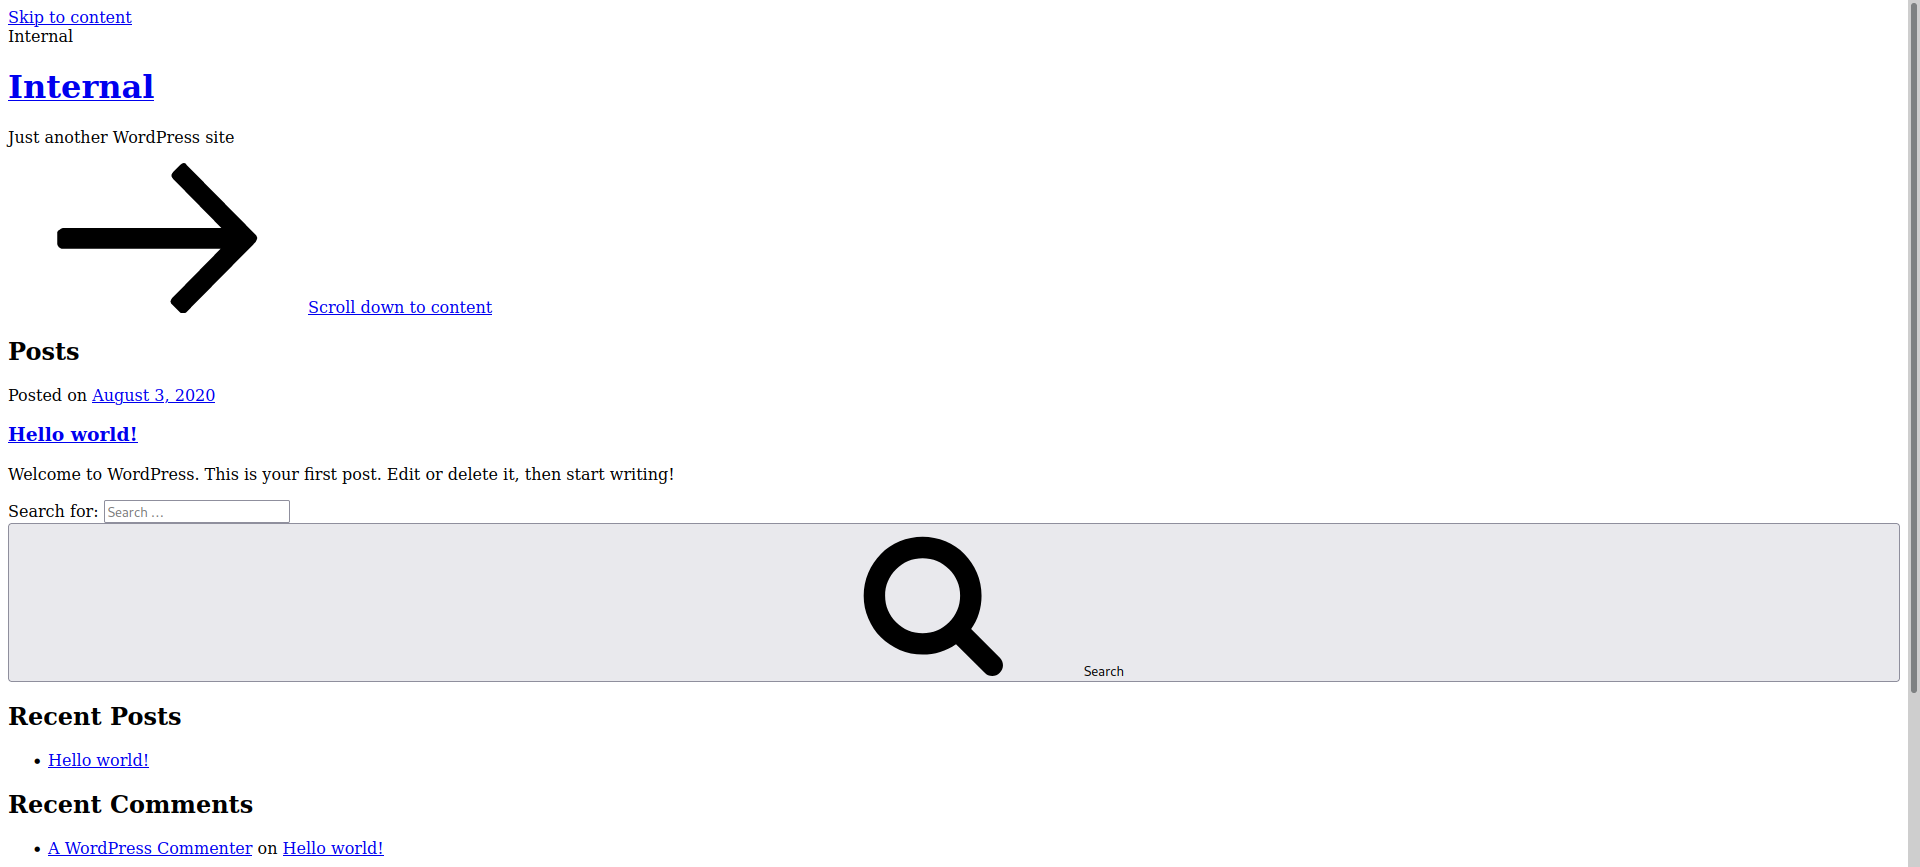 Skip to content
Internal
Internal
Just another WordPress site
Scroll down to content
Posts
Posted on August 3, 2020
Hello world!
Welcome to WordPress. This is your first post. Edit or delete it, then start writing!
Search for: Search …
Search
Recent Posts
• Hello world!
Recent Comments
• A WordPress Commenter on Hello world!